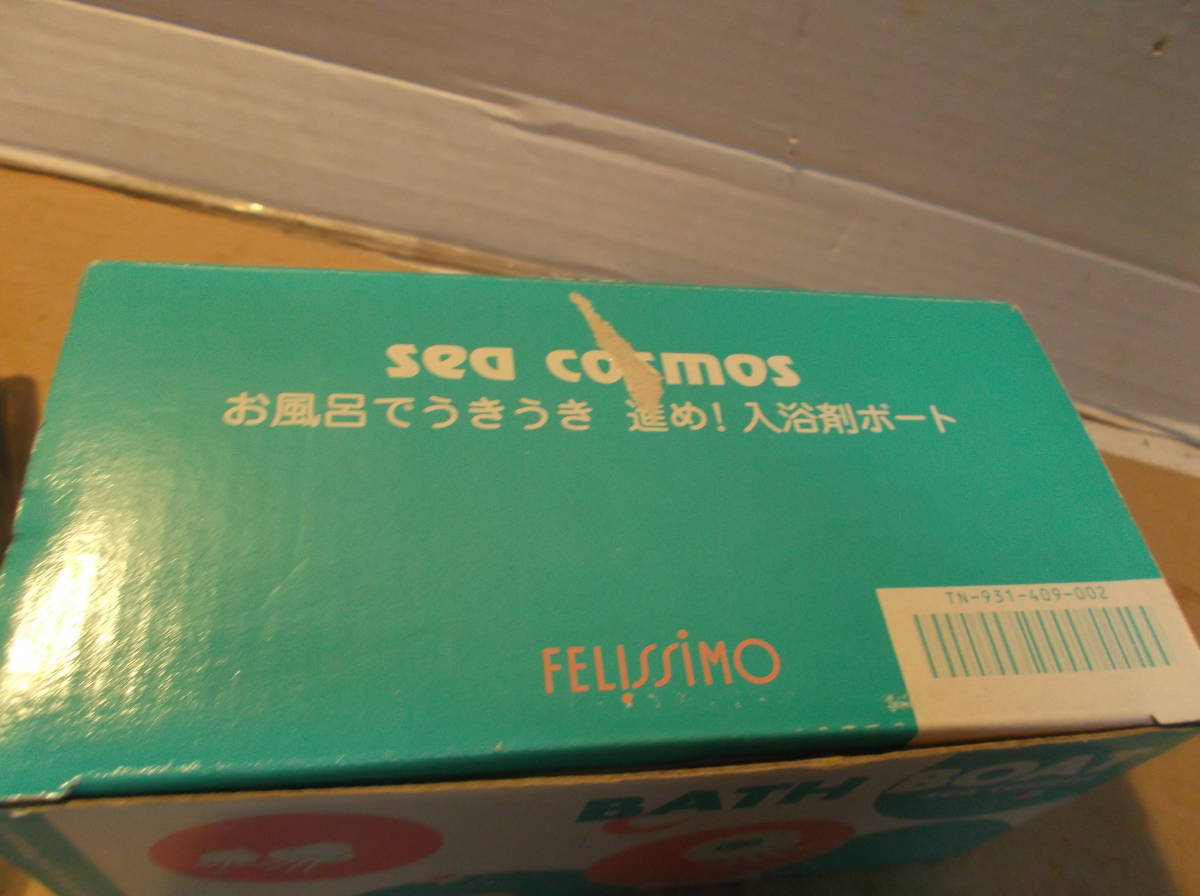 sea cosmos
お風呂でうきうき 進め! 入浴剤ボート
TN-931-409-002
FELISSIMO
BATH BOAT